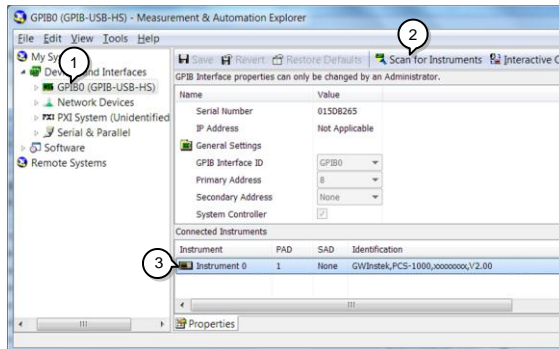 GPIB0 (GPIB-USB-HS) - Measurement & Automation Explorer
File Edit View Tools Help
1
2
Save Revert Restore Defaults Scan for Instruments Interactive C
My Sy
Devi and Interfaces
GPIB0 (GPIB-USB-HS)
Network Devices
PXI PXI System (Unidentified
Serial & Parallel
Software
Remote Systems
GPIB Interface properties can only be changed by an Administrator.
Name Value
Serial Number 015DB265
IP Address Not Applicable
General Settings
GPIB Interface ID GPIB0
Primary Address 0
Secondary Address None
System Controller
Connected Instruments
Instrument PAD SAD Identification
3
Instrument 0 1 None GWInstek,PCS-1000,xxxxxxxx,V2.00
Properties